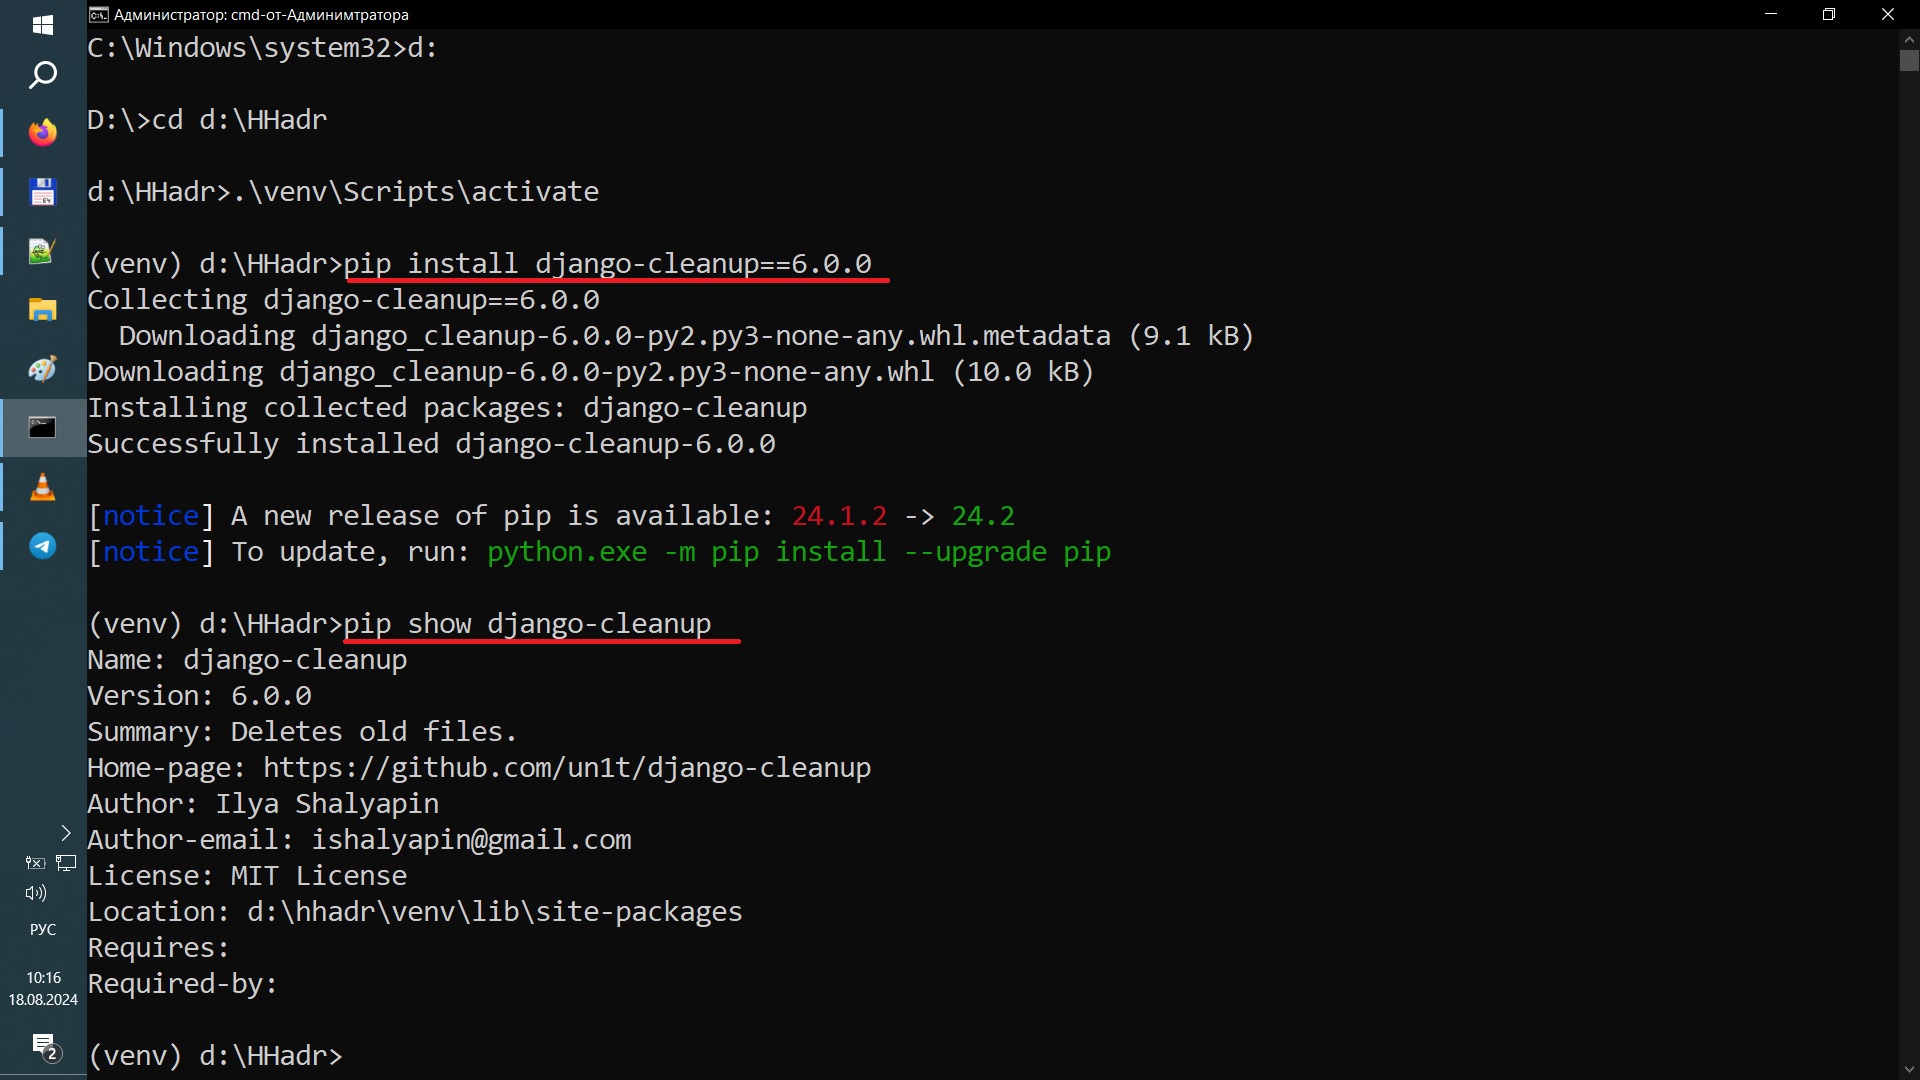 Администратор: cmd-от-Админимтратора
C:\Windows\system32>d:
D:\>cd d:\HHadr
d:\HHadr>.\venv\Scripts\activate
(venv) d:\HHadr>pip install django-cleanup==6.0.0
Collecting django-cleanup==6.0.0
  Downloading django_cleanup-6.0.0-py2.py3-none-any.whl.metadata (9.1 kB)
Downloading django_cleanup-6.0.0-py2.py3-none-any.whl (10.0 kB)
Installing collected packages: django-cleanup
Successfully installed django-cleanup-6.0.0
[notice] A new release of pip is available: 24.1.2 -> 24.2
[notice] To update, run: python.exe -m pip install --upgrade pip
(venv) d:\HHadr>pip show django-cleanup
Name: django-cleanup
Version: 6.0.0
Summary: Deletes old files.
Home-page: https://github.com/un1t/django-cleanup
Author: Ilya Shalyapin
Author-email: ishalyapin@gmail.com
License: MIT License
Location: d:\hhadr\venv\lib\site-packages
Requires:
Required-by:
(venv) d:\HHadr>
РУС
10:16
18.08.2024
2